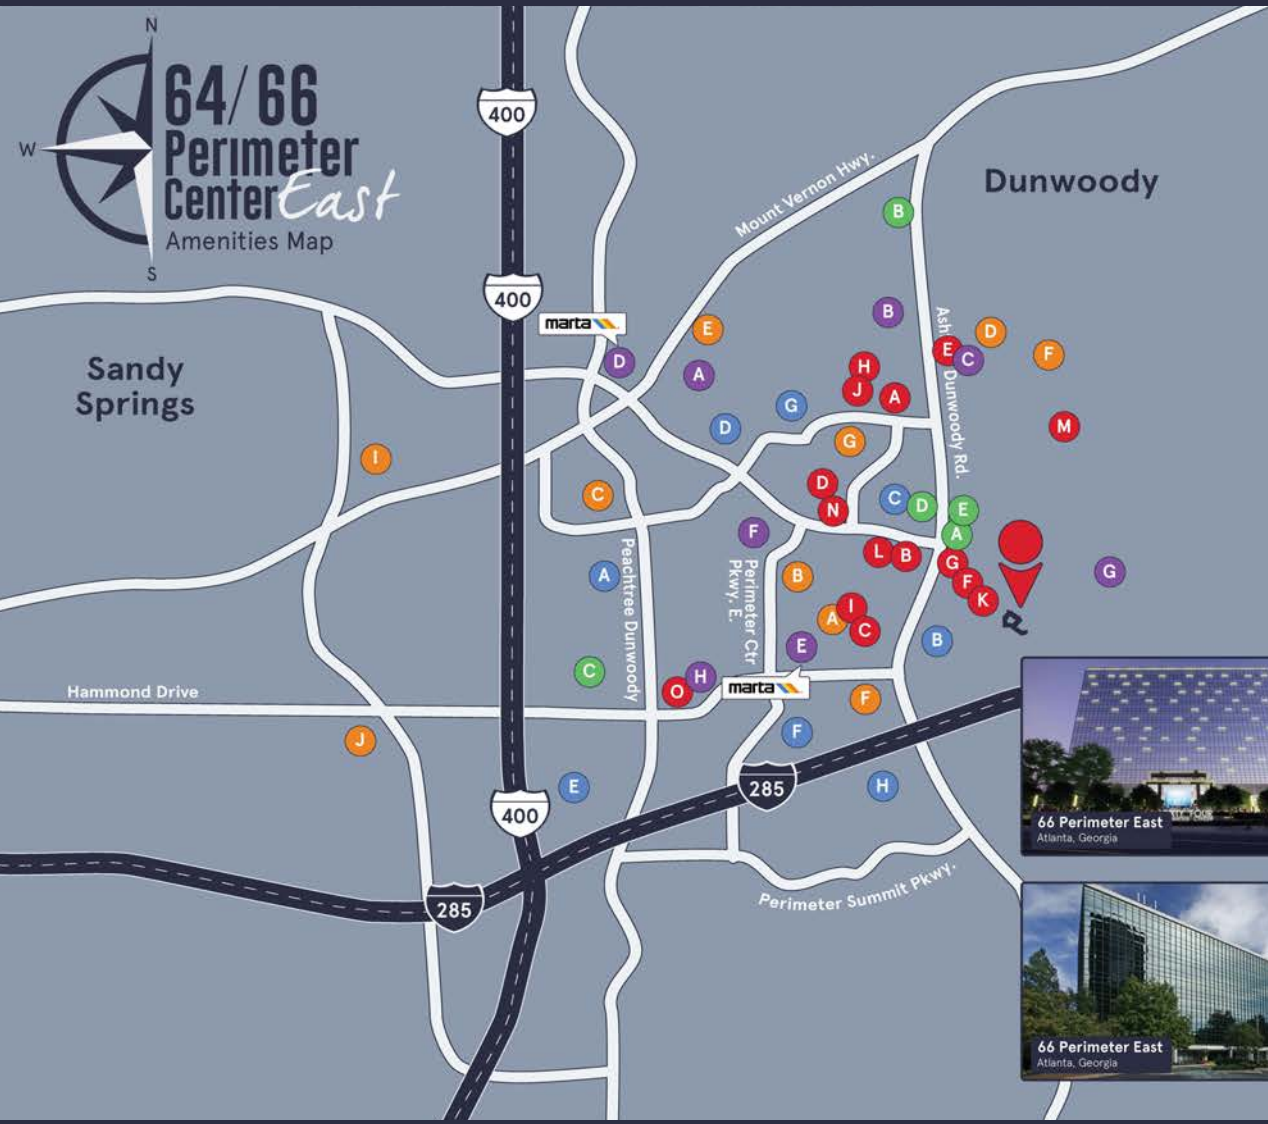 N
W
S
64/66
Perimeter
Center East
Amenities Map
400
400
400
285
285
Dunwoody
Sandy
Springs
Mount Vernon Hwy.
Dunwoody Rd.
Peachtree Dunwoody
Perimeter Ctr
Pkwy. E.
Hammond Drive
Perimeter Summit Pkwy.
marta
marta
B
B
E
D
E
C
F
D
A
H
J
A
G
D
G
M
I
C
D
N
C
D
E
A
F
L
B
G
F
K
G
A
B
I
A
C
E
B
C
H
O
F
J
F
E
H
66 Perimeter East
Atlanta, Georgia
66 Perimeter East
Atlanta, Georgia